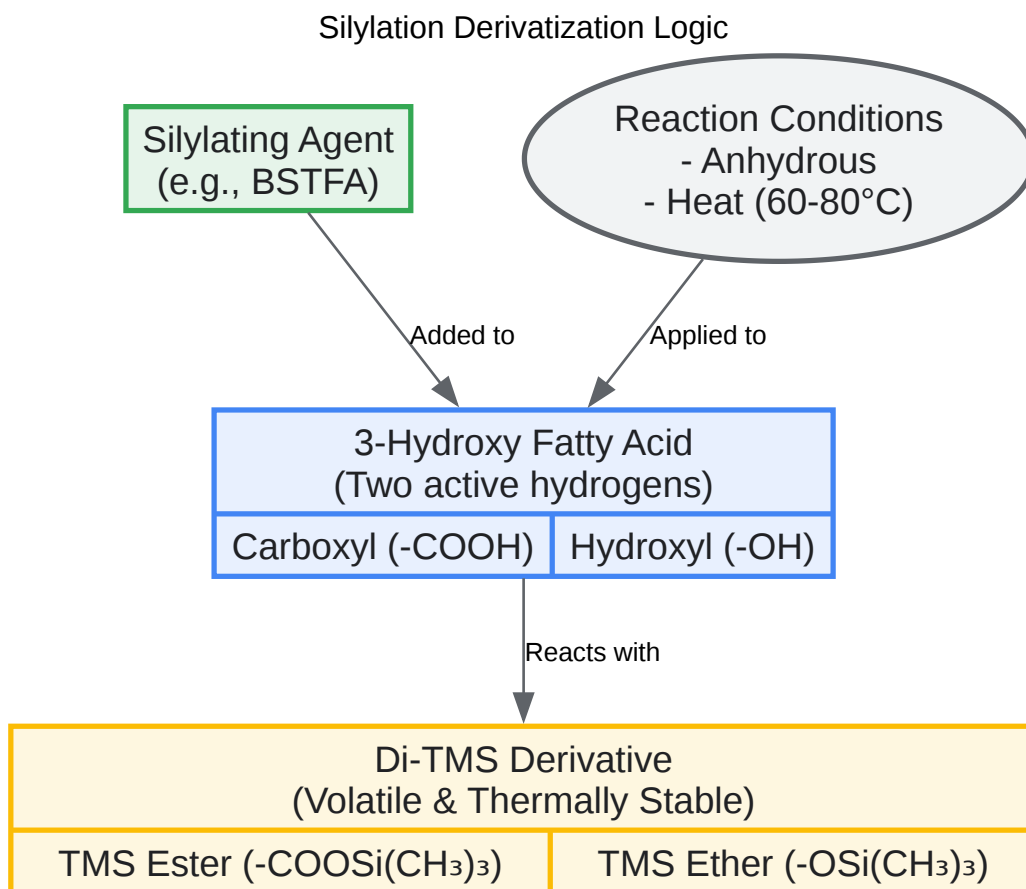 Silylation Derivatization Logic
Silylating Agent
(e.g., BSTFA)
Reaction Conditions
- Anhydrous
- Heat (60-80°C)
Added to
Applied to
3-Hydroxy Fatty Acid
(Two active hydrogens)
Carboxyl (-COOH)
Hydroxyl (-OH)
Reacts with
Di-TMS Derivative
(Volatile & Thermally Stable)
TMS Ester (-COOSi(CH₃)₃)
TMS Ether (-OSi(CH₃)₃)